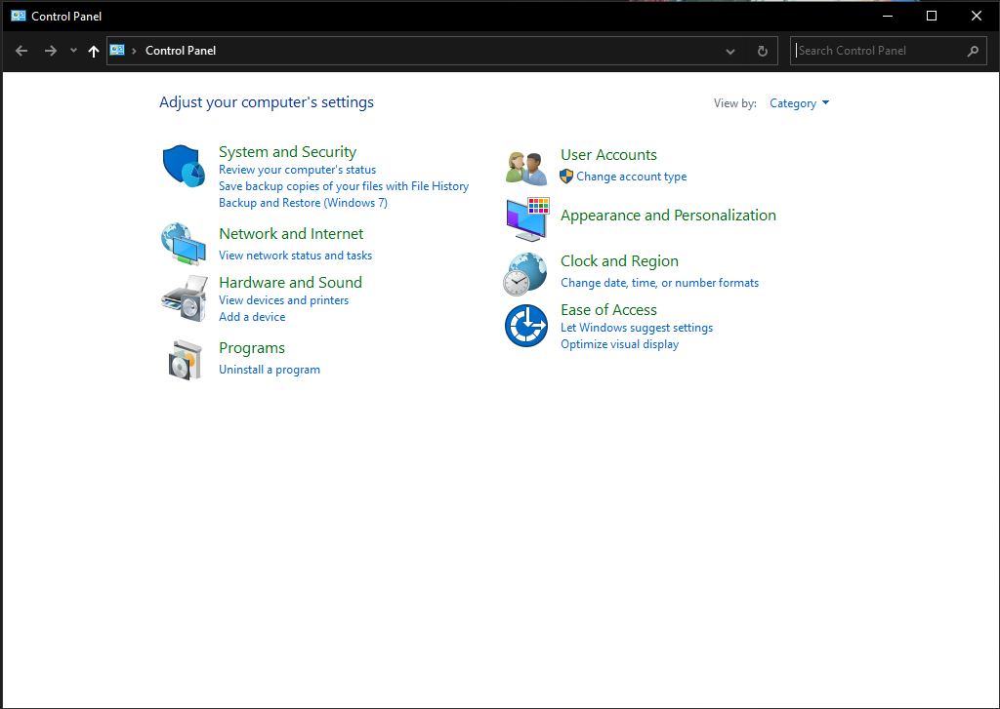 Control Panel
Control Panel
Search Control Panel
Adjust your computer's settings
View by: Category
System and Security
Review your computer's status
Save backup copies of your files with File History
Backup and Restore (Windows 7)
Network and Internet
View network status and tasks
Hardware and Sound
View devices and printers
Add a device
Programs
Uninstall a program
User Accounts
Change account type
Appearance and Personalization
Clock and Region
Change date, time, or number formats
Ease of Access
Let Windows suggest settings
Optimize visual display